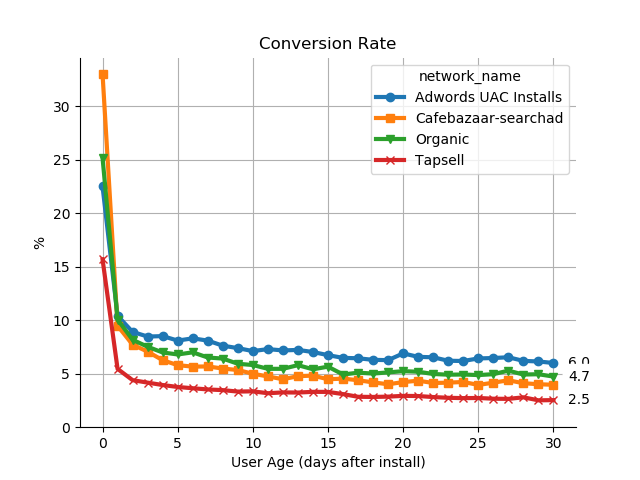 Conversion Rate
network_name
Adwords UAC Installs
Cafebazaar-searchad
Organic
Tapsell
%
30
25
20
15
10
5
0
6.0
4.7
2.5
0 5 10 15 20 25 30
User Age (days after install)